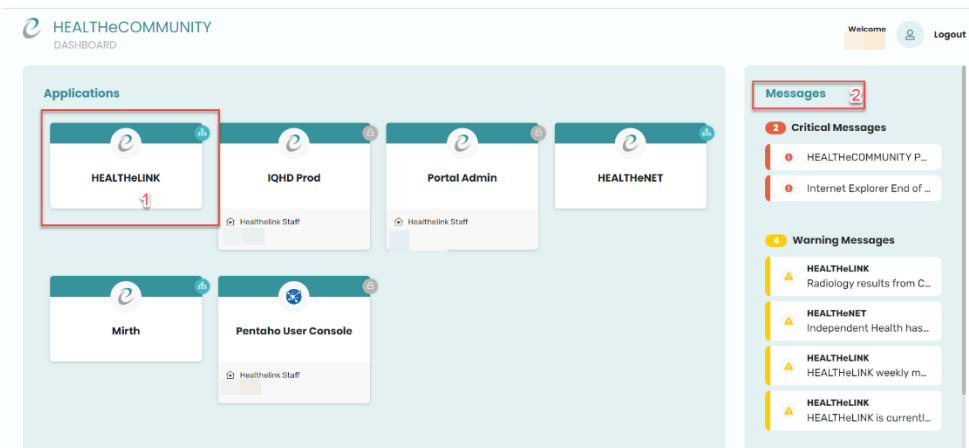 HEALTHeCOMMUNITY
DASHBOARD
Welcome
Logout
Applications
HEALTHeLINK
1
IQHD Prod
Healthelink Staff
Portal Admin
Healthelink Staff
HEALTHeNET
Mirth
Pentaho User Console
Healthelink Staff
Messages 2
2 Critical Messages
HEALTHeCOMMUNITY P...
Internet Explorer End of ...
4 Warning Messages
HEALTHeLINK
Radiology results from C...
HEALTHeNET
Independent Health has...
HEALTHeLINK
HEALTHeLINK weekly m...
HEALTHeLINK
HEALTHeLINK is currentl...